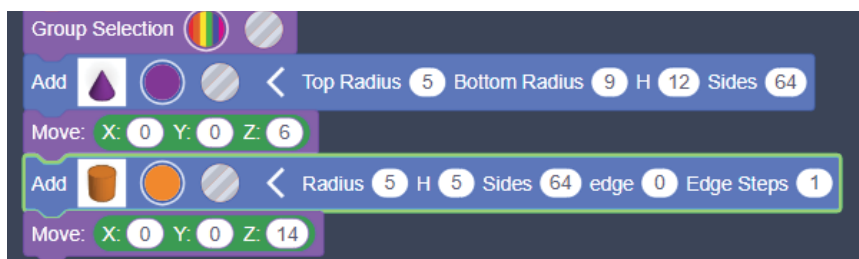 Group Selection
Add Top Radius 5 Bottom Radius 9 H 12 Sides 64
Move: X: 0 Y: 0 Z: 6
Add Radius 5 H 5 Sides 64 edge 0 Edge Steps 1
Move: X: 0 Y: 0 Z: 14